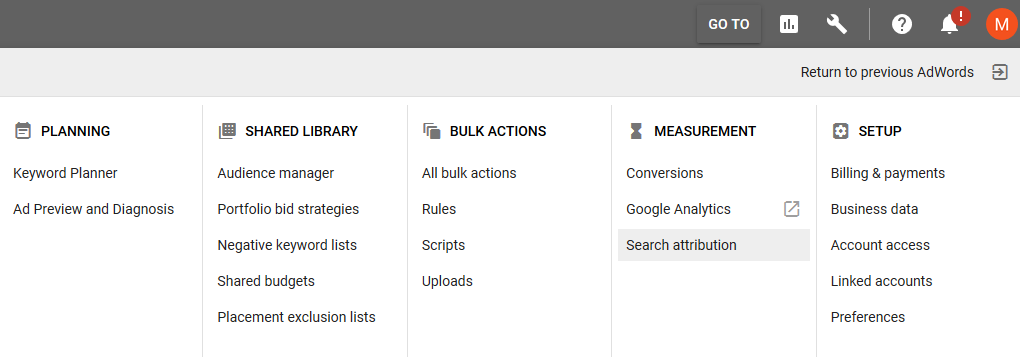 GO TO
!
M
Return to previous AdWords
PLANNING
Keyword Planner
Ad Preview and Diagnosis
SHARED LIBRARY
Audience manager
Portfolio bid strategies
Negative keyword lists
Shared budgets
Placement exclusion lists
BULK ACTIONS
All bulk actions
Rules
Scripts
Uploads
MEASUREMENT
Conversions
Google Analytics
Search attribution
SETUP
Billing & payments
Business data
Account access
Linked accounts
Preferences